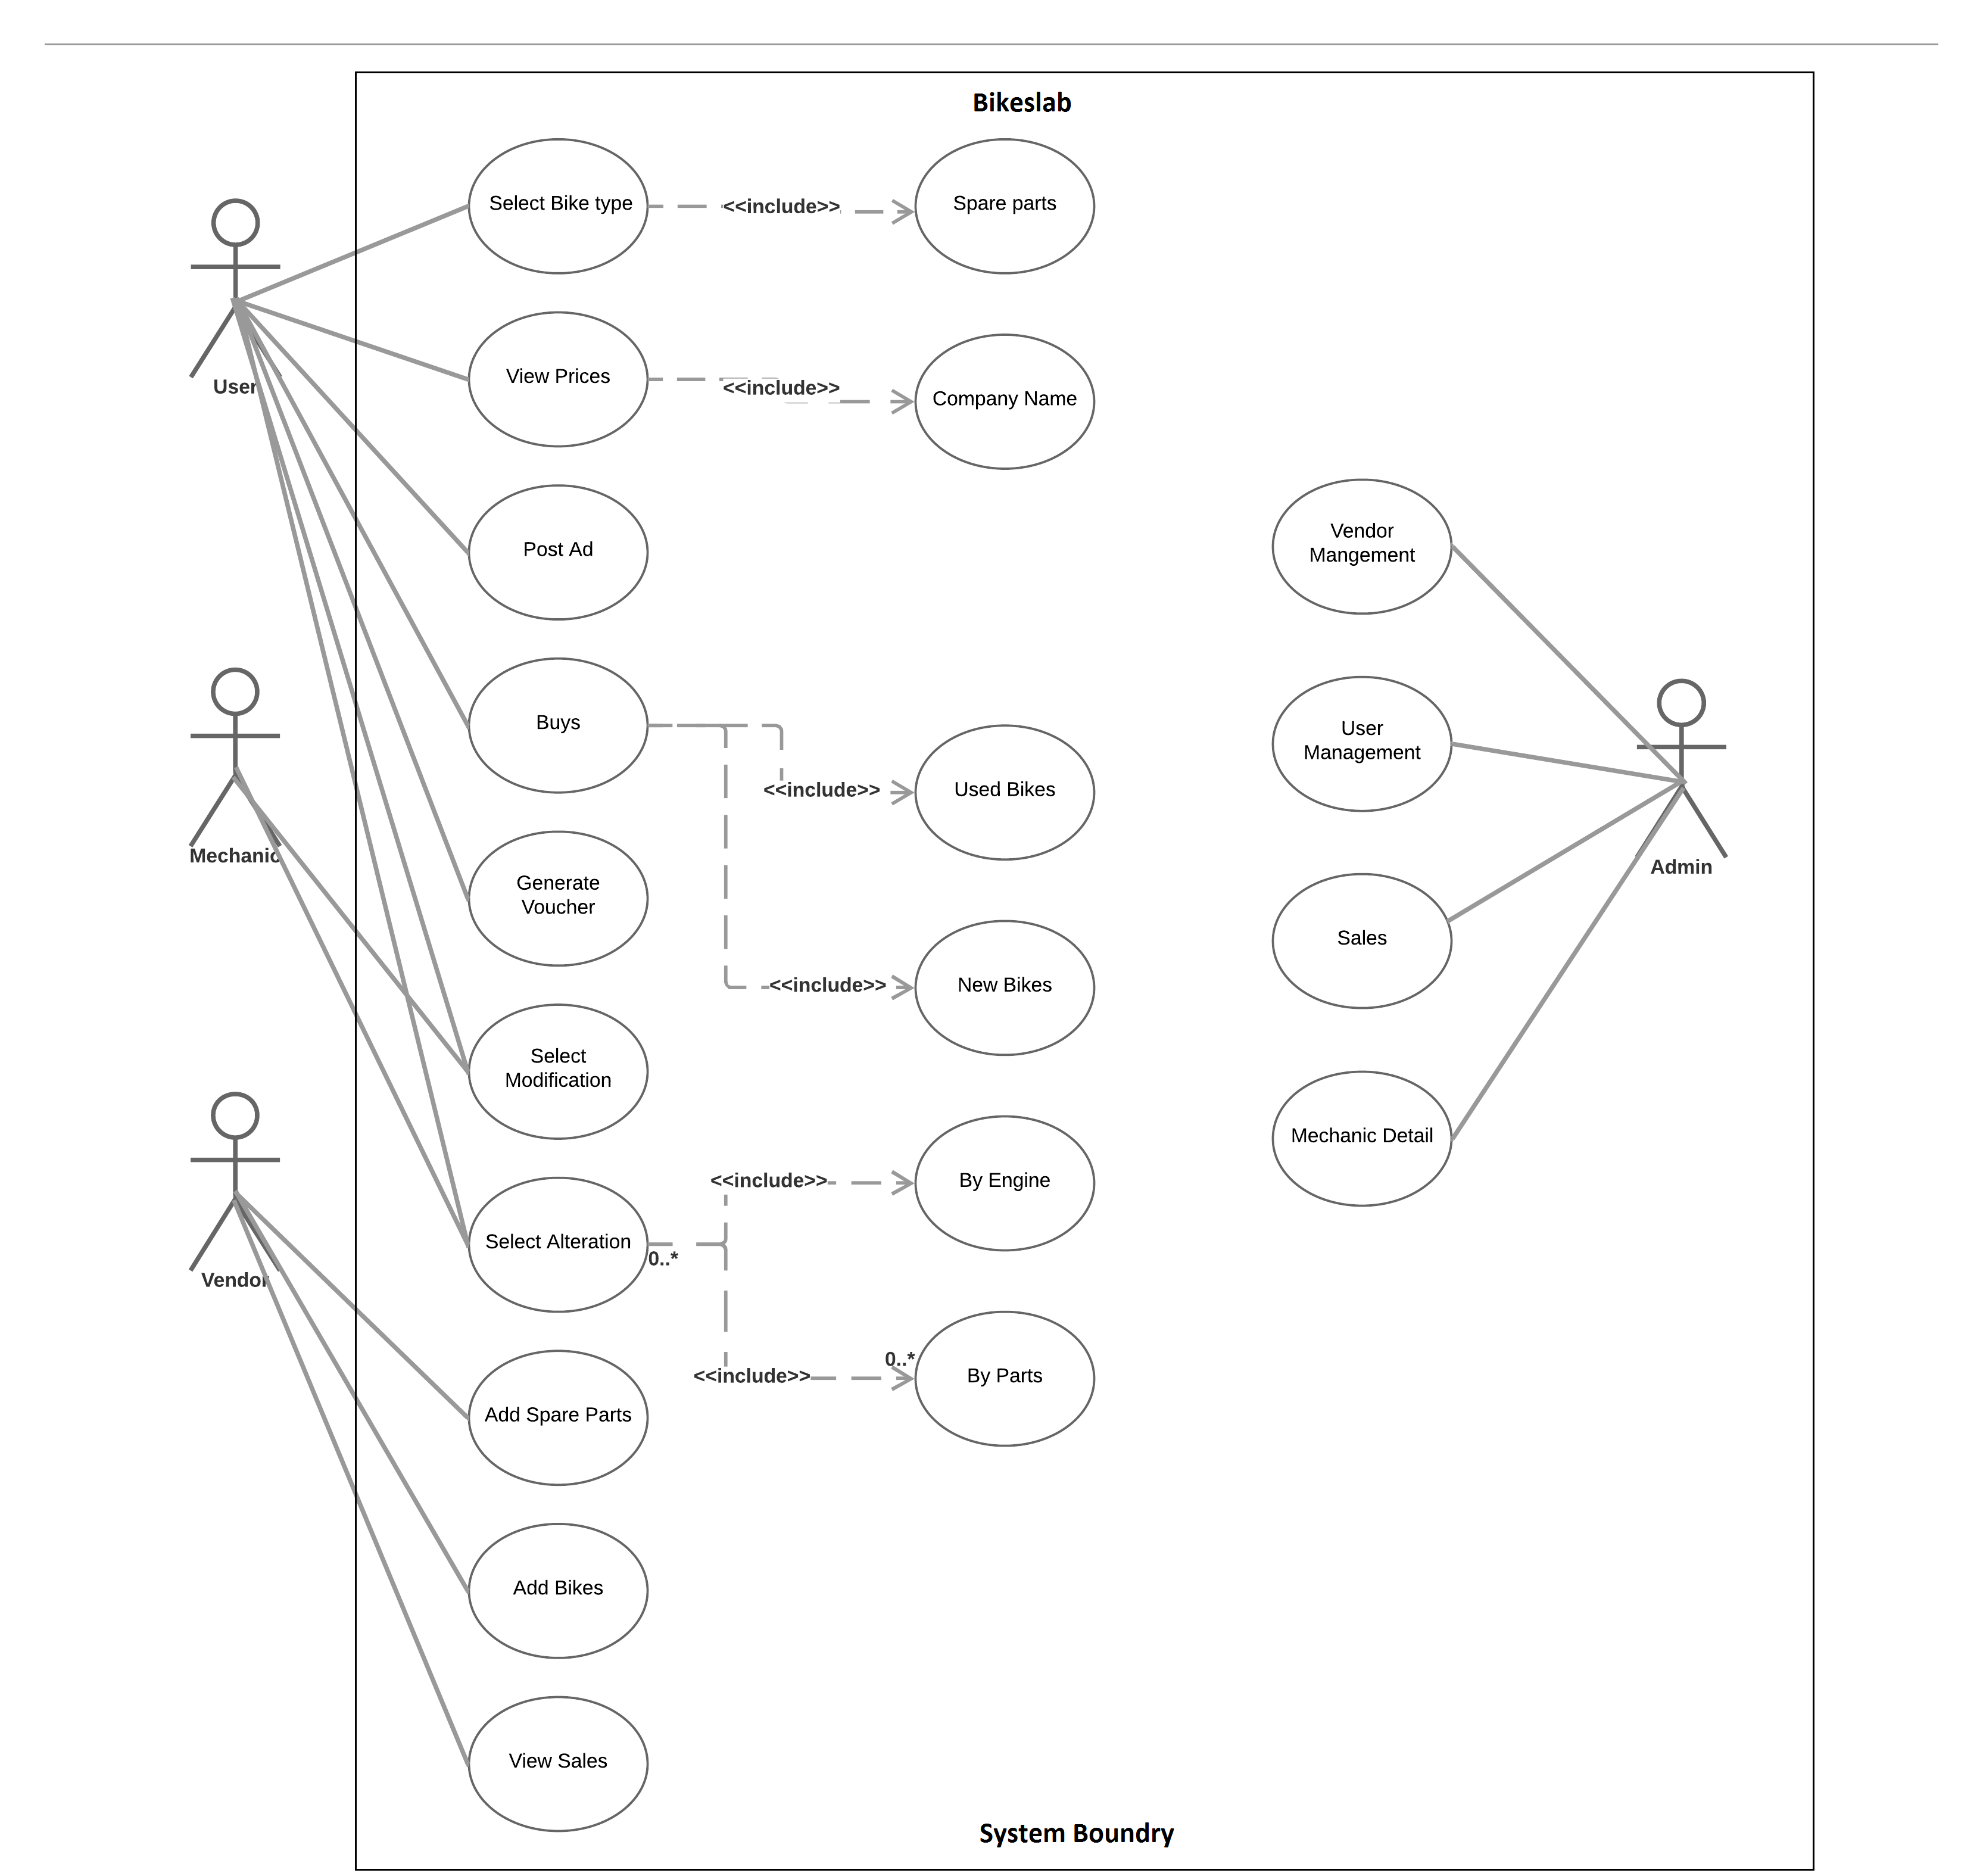 Bikeslab
Select Bike type
<<include>>
Spare parts
User
View Prices
<<include>>
Company Name
Post Ad
Vendor
Mangement
Buys
<<include>>
Used Bikes
User
Management
Mechanic
Admin
Generate
Voucher
Sales
<<include>>
New Bikes
Select
Modification
Mechanic Detail
<<include>>
By Engine
Select Alteration
0..*
Vendor
0..*
<<include>>
By Parts
Add Spare Parts
Add Bikes
View Sales
System Boundry